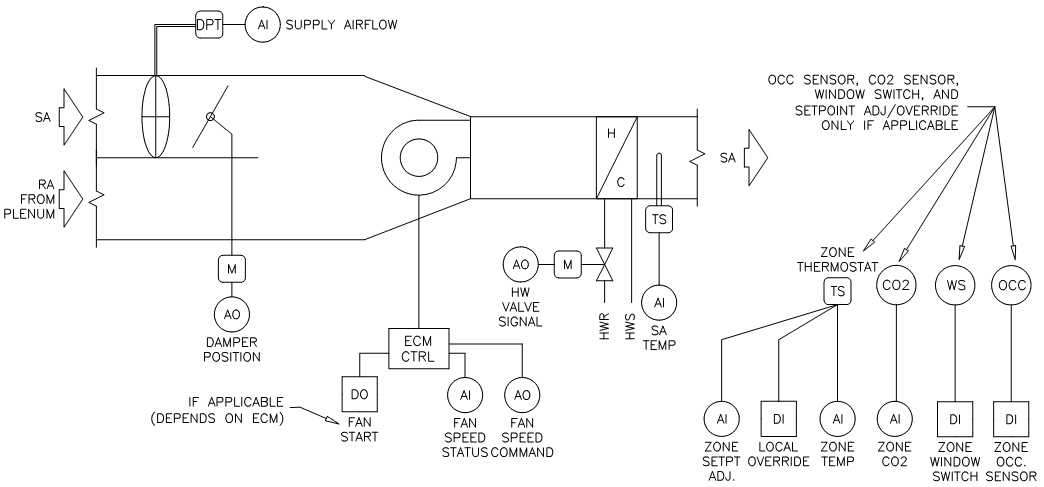 DPT
AI
SUPPLY AIRFLOW
SA
RA
FROM
PLENUM
M
AO
DAMPER
POSITION
ECM
CTRL
IF APPLICABLE
(DEPENDS ON ECM)
DO
FAN
START
AI
FAN
SPEED
STATUS
AO
FAN
SPEED
COMMAND
H
C
AO
M
HW
VALVE
SIGNAL
HWR
HWS
TS
AI
SA
TEMP
SA
OCC SENSOR, CO2 SENSOR,
WINDOW SWITCH, AND
SETPOINT ADJ/OVERRIDE
ONLY IF APPLICABLE
ZONE
THERMOSTAT
TS
CO2
WS
OCC
AI
ZONE
SETPT
ADJ.
DI
LOCAL
OVERRIDE
AI
ZONE
TEMP
AI
ZONE
CO2
DI
ZONE
WINDOW
SWITCH
DI
ZONE
OCC.
SENSOR